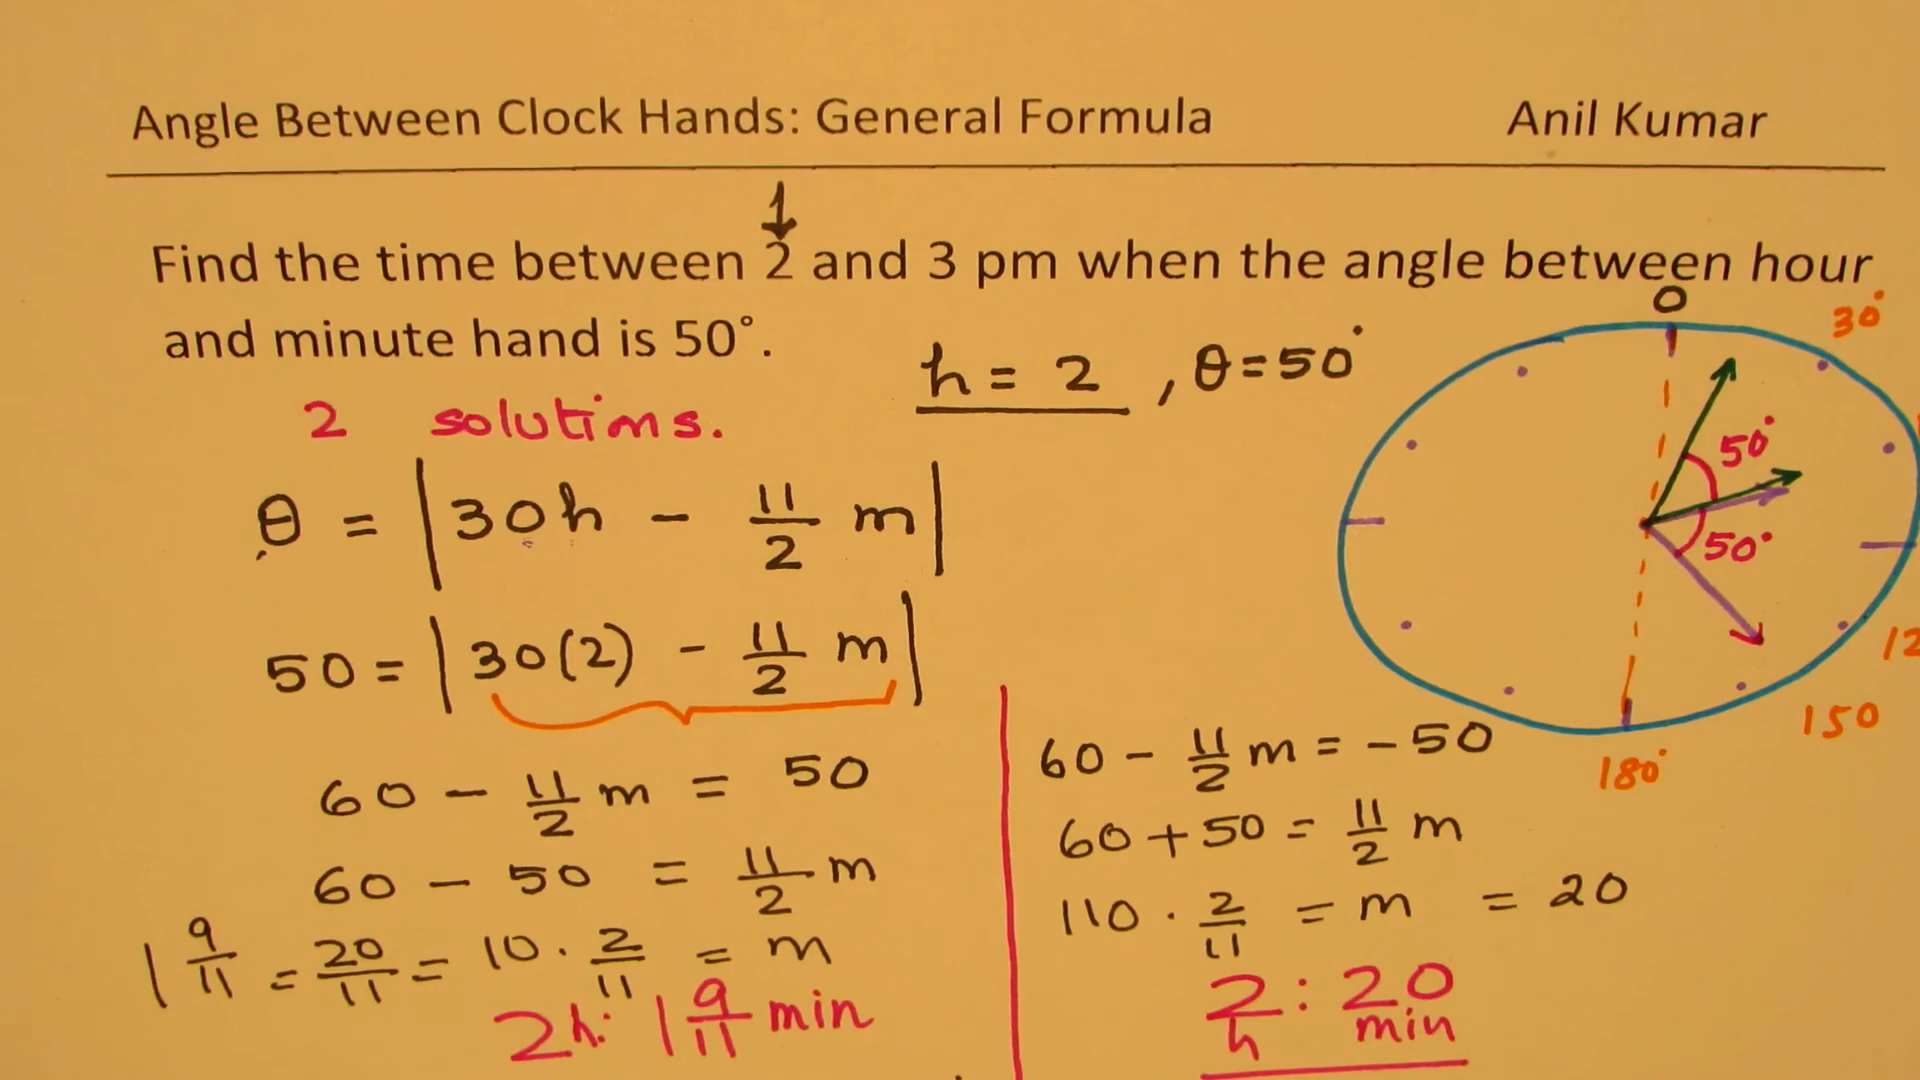 Angle Between Clock Hands: General Formula Anil Kumar
1
Find the time between 2 and 3 pm when the angle between hour
and minute hand is 50°.
h = 2 , θ = 50°
2 solutions.
θ = |30h - 11/2 m|
50 = |30(2) - 11/2 m|
60 - 11/2 m = 50
60 - 50 = 11/2 m
1 9/11 = 20/11 = 10 · 2/11 = m
2h: 1 9/11 min
60 - 11/2 m = -50
60 + 50 = 11/2 m
110 · 2/11 = m = 20
2 : 20
h min
0
30°
50°
50°
12
150
180°